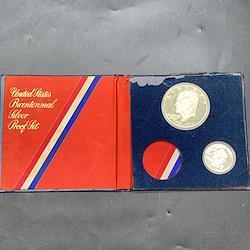 United States
Bicentennial
Silver
Proof Set